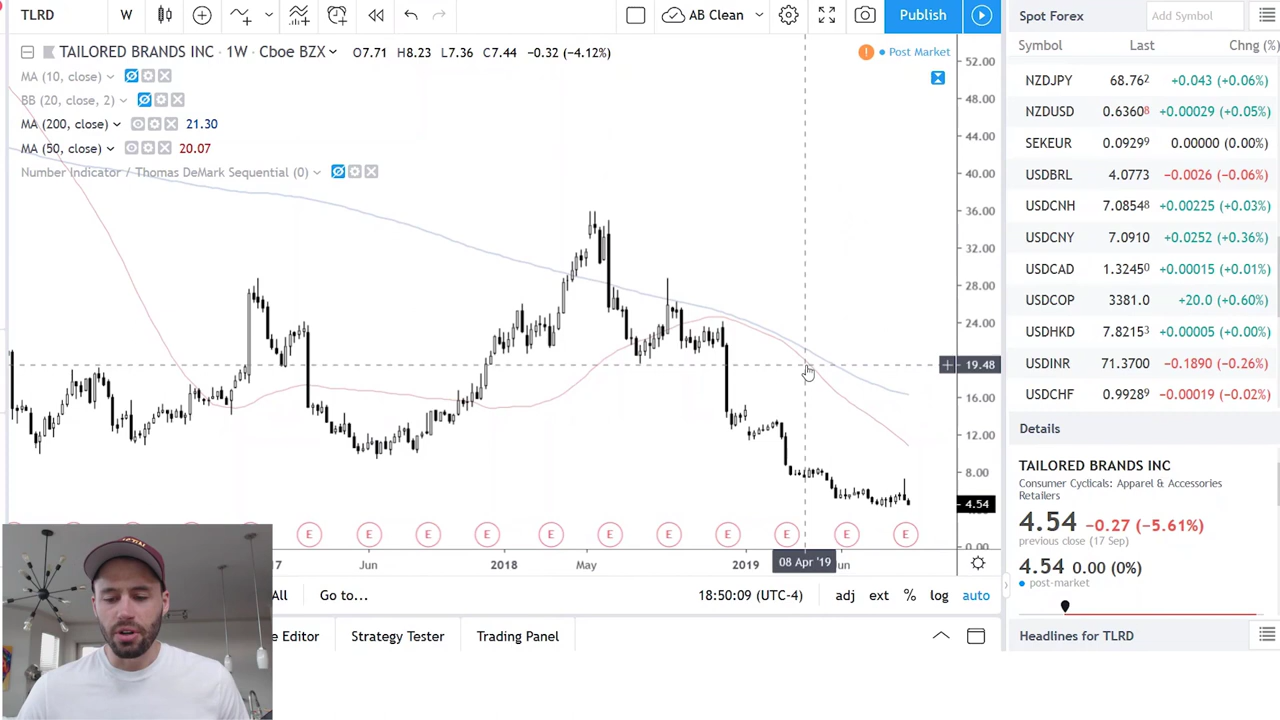 TLRD W AB Clean Publish
TAILORED BRANDS INC · 1W · Cboe BZX O7.71 H8.23 L7.36 C7.44 −0.32 (−4.12%)
Post Market
MA (10, close)
BB (20, close, 2)
MA (200, close) 21.30
MA (50, close) 20.07
Number Indicator / Thomas DeMark Sequential (0)
52.00
48.00
44.00
40.00
36.00
32.00
28.00
24.00
19.48
16.00
12.00
8.00
4.54
0.00
E E E E E E E E E E E
17 Jun 2018 May 2019 08 Apr '19 un
All Go to... 18:50:09 (UTC-4) adj ext % log auto
e Editor Strategy Tester Trading Panel
Spot Forex Add Symbol
Symbol Last Chng (%)
NZDJPY 68.762 +0.043 (+0.06%)
NZDUSD 0.63608 +0.00029 (+0.05%)
SEKEUR 0.09299 0.00000 (0.00%)
USDBRL 4.0773 −0.0026 (−0.06%)
USDCNH 7.08548 +0.00225 (+0.03%)
USDCNY 7.0910 +0.0252 (+0.36%)
USDCAD 1.32450 +0.00015 (+0.01%)
USDCOP 3381.0 +20.0 (+0.60%)
USDHKD 7.82153 +0.00005 (+0.00%)
USDINR 71.3700 −0.1890 (−0.26%)
USDCHF 0.99289 −0.00019 (−0.02%)
Details
TAILORED BRANDS INC
Consumer Cyclicals: Apparel & Accessories
Retailers
4.54 −0.27 (−5.61%)
previous close (17 Sep)
4.54 0.00 (0%)
post-market
Headlines for TLRD